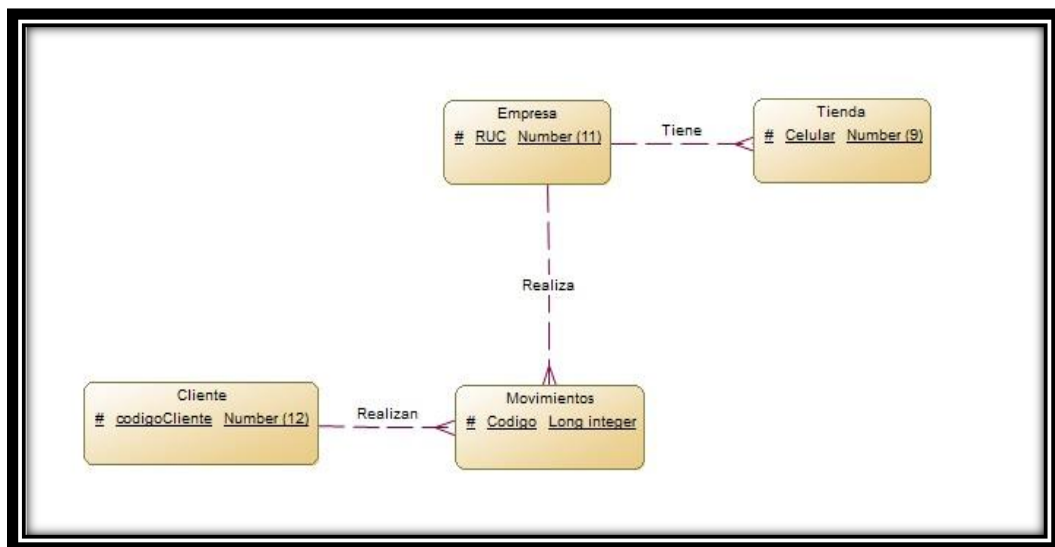 Empresa
# RUC Number (11)
Tiene
Tienda
# Celular Number (9)
Realiza
Cliente
# codigoCliente Number (12)
Realizan
Movimientos
# Codigo Long integer